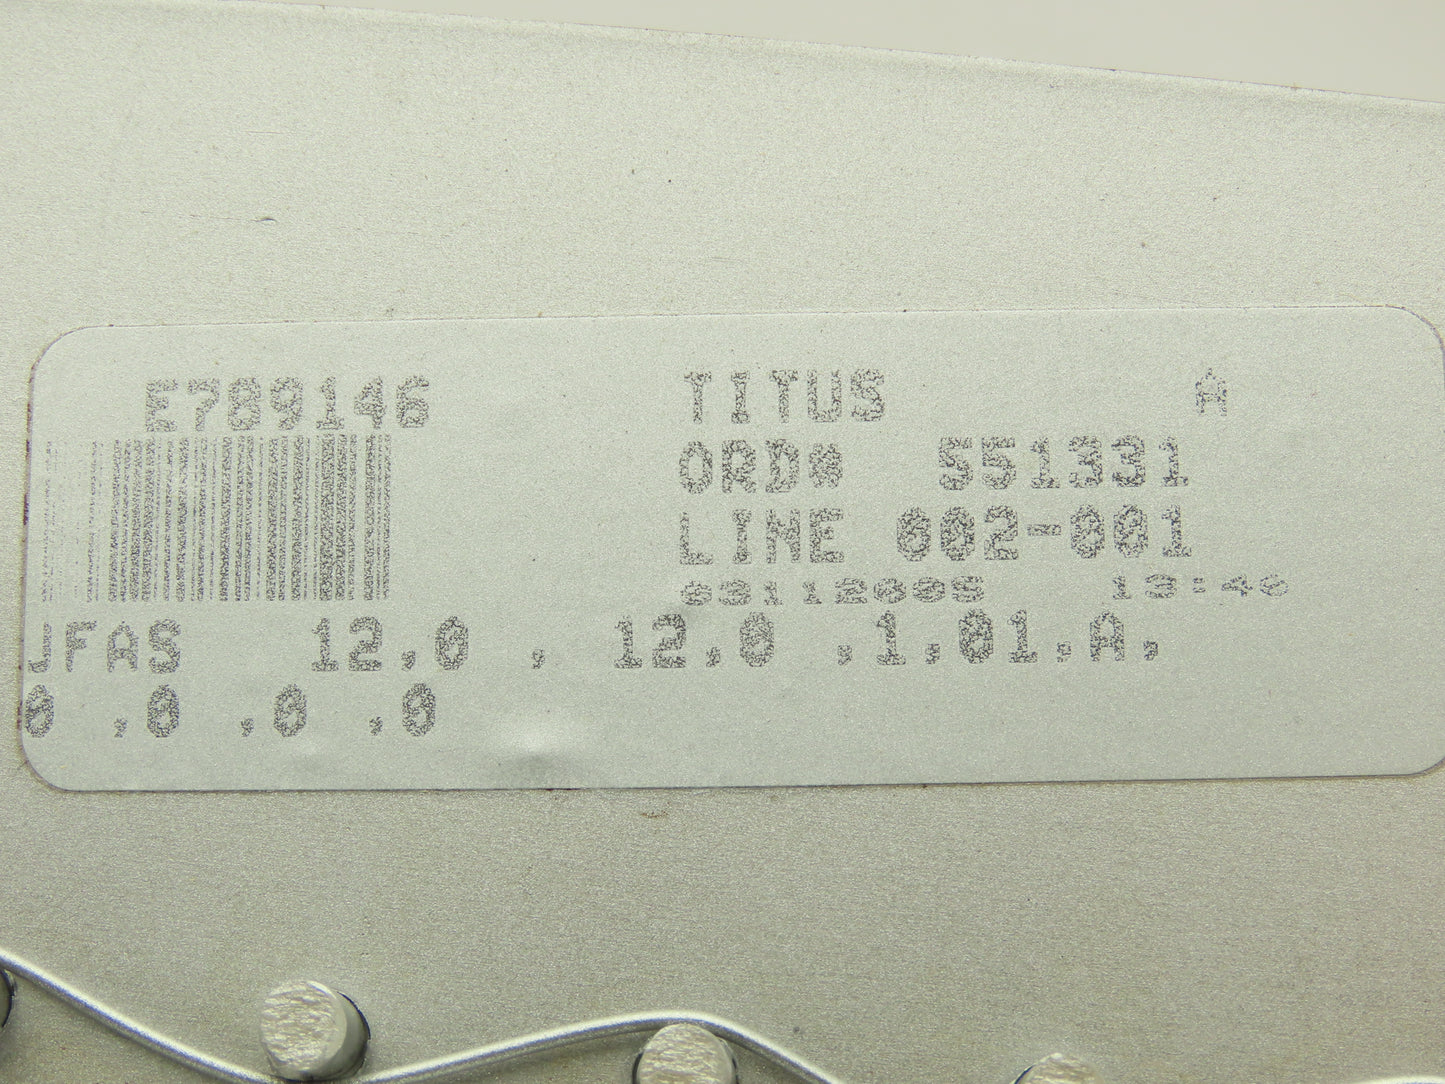 E789146
TITUS A
ORD# 551331
LINE 002-001
13:46
JFAS 12.0 , 12.0 ,1.01.A,
0 ,0 ,0 ,0